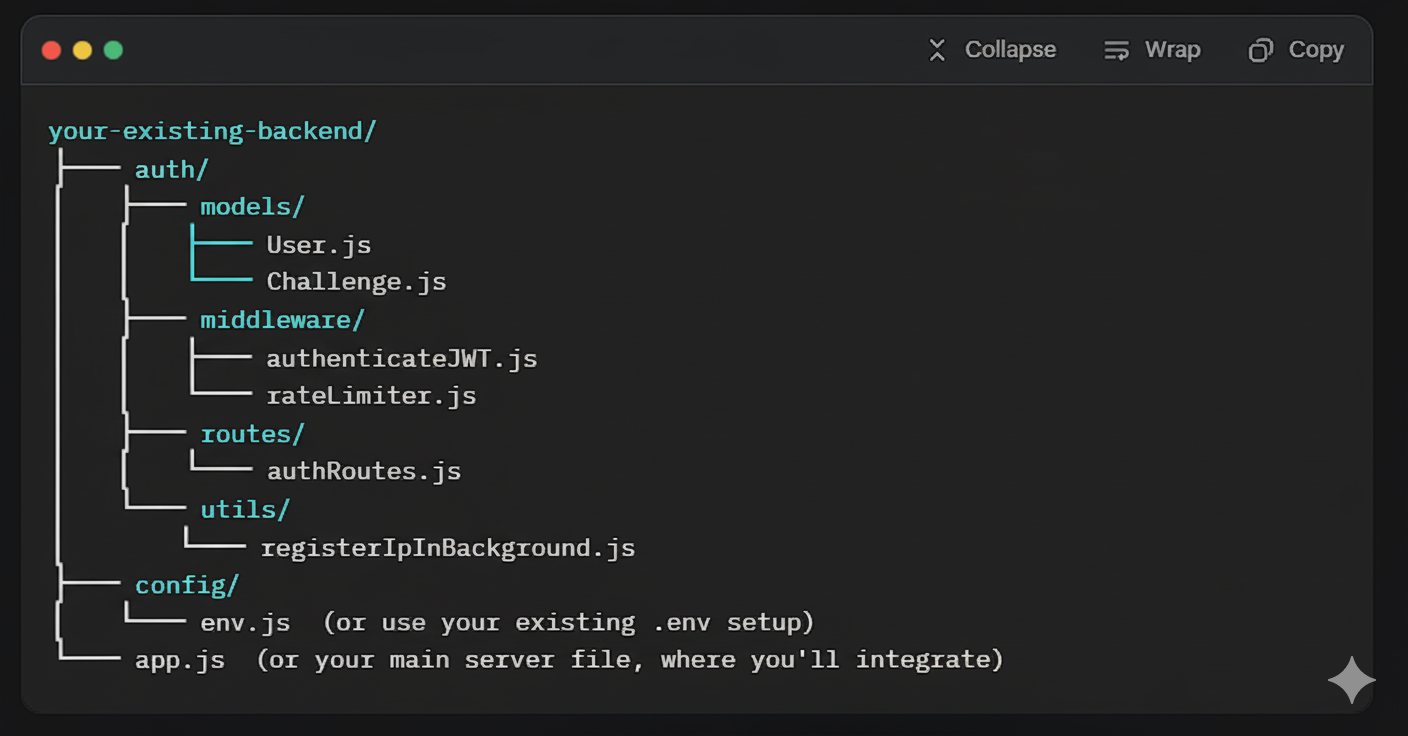 Collapse Wrap Copy
your-existing-backend/
├── auth/
│   ├── models/
│   │   ├── User.js
│   │   └── Challenge.js
│   ├── middleware/
│   │   ├── authenticateJWT.js
│   │   └── rateLimiter.js
│   ├── routes/
│   │   └── authRoutes.js
│   └── utils/
│       └── registerIpInBackground.js
├── config/
│   └── env.js  (or use your existing .env setup)
└── app.js  (or your main server file, where you'll integrate)